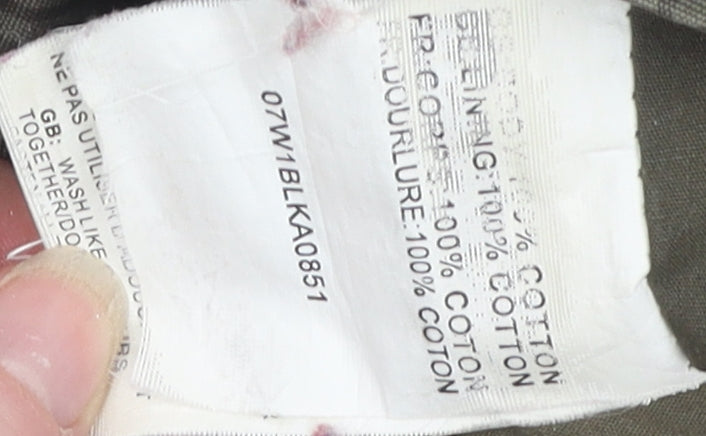 COTTON
LINING:100% COTTON
FR:CORPS:100% COTON
FR:DOURLURE:100% COTON
07W1BLKA0851
NE PAS UTILISER
GB: WASH LIKE
TOGETHER/DO